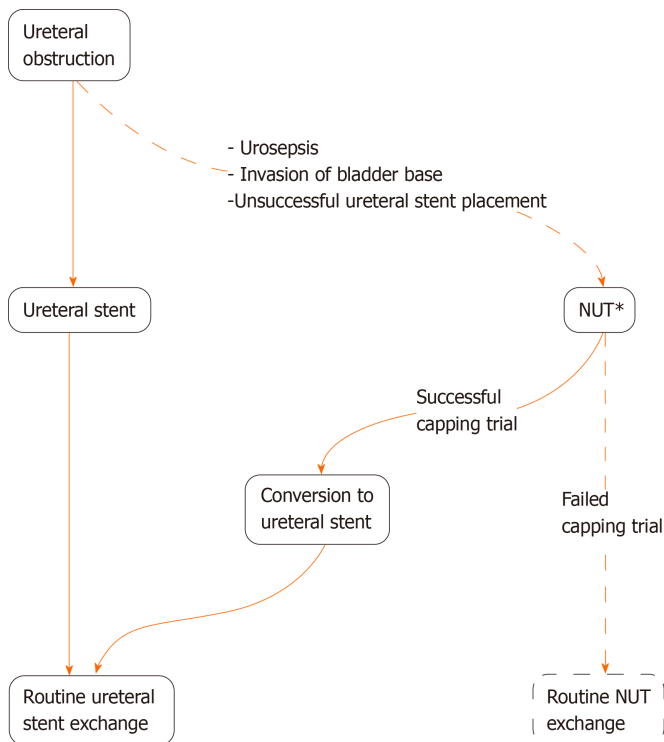 Ureteral
obstruction
- Urosepsis
- Invasion of bladder base
-Unsuccessful ureteral stent placement
Ureteral stent
NUT*
Successful
capping trial
Conversion to
ureteral stent
Failed
capping trial
Routine ureteral
stent exchange
Routine NUT
exchange